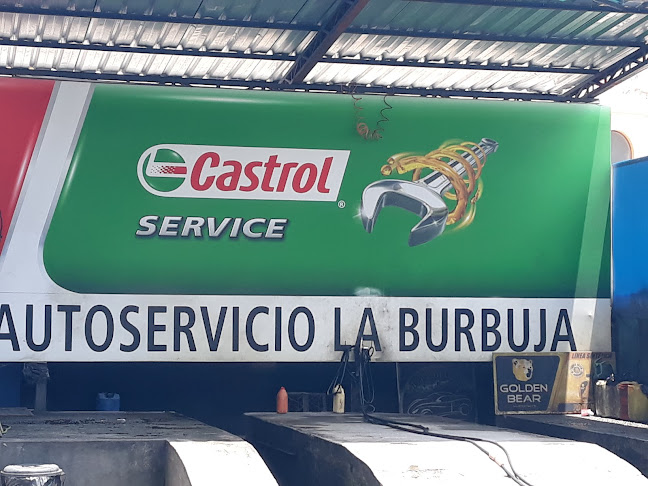 Castrol
®
SERVICE
AUTOSERVICIO LA BURBUJA
GOLDEN
BEAR